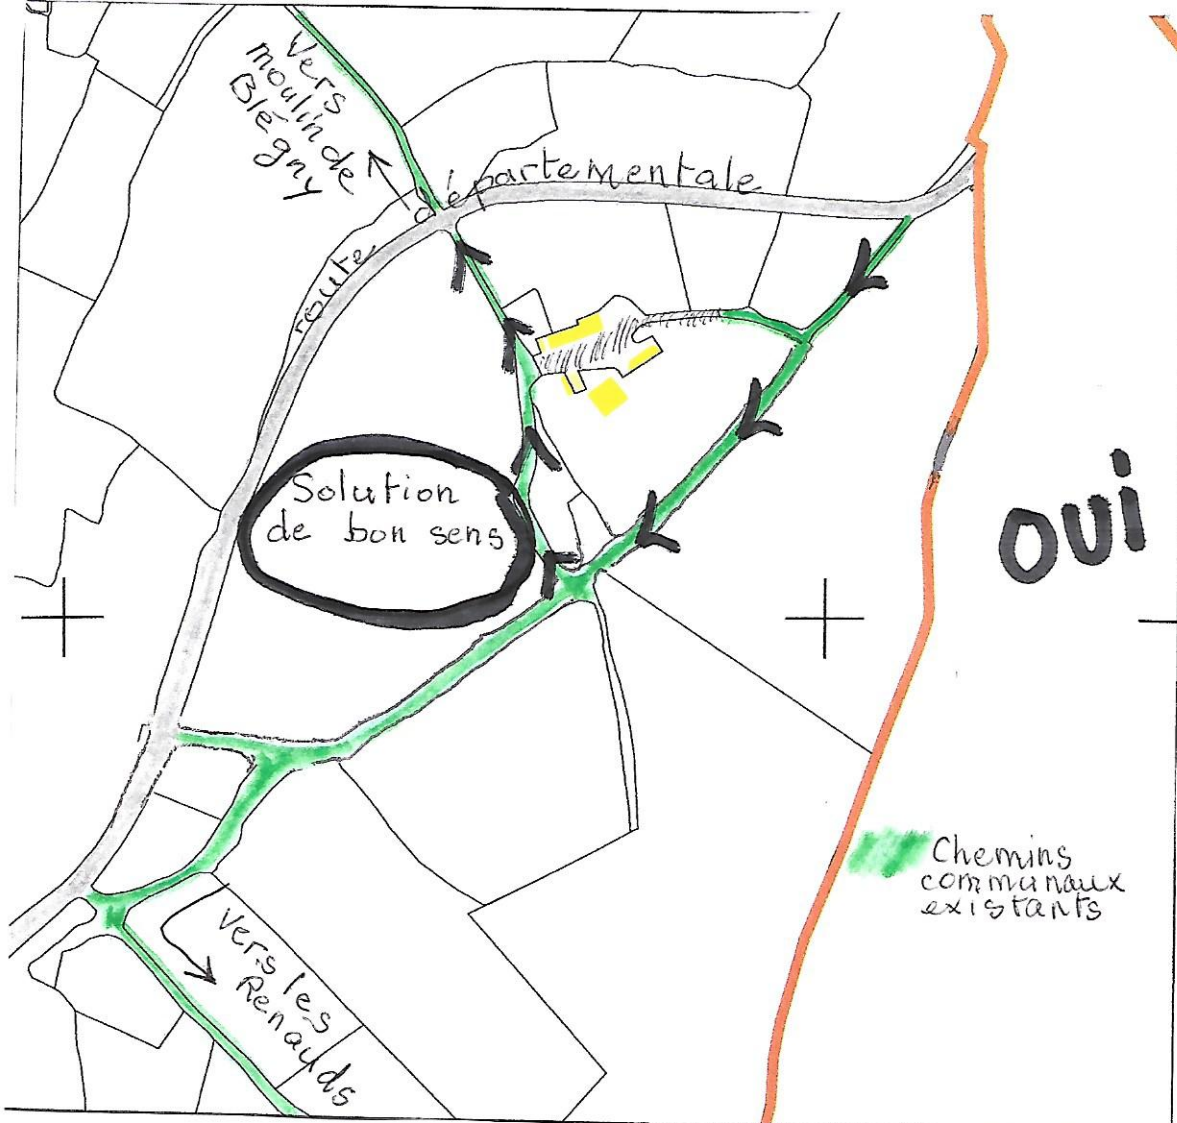 Vers
moulin de
Blégny
route départementale
Solution
de bon sens
OUI
Chemins
communaux
existants
Vers les
Renauds